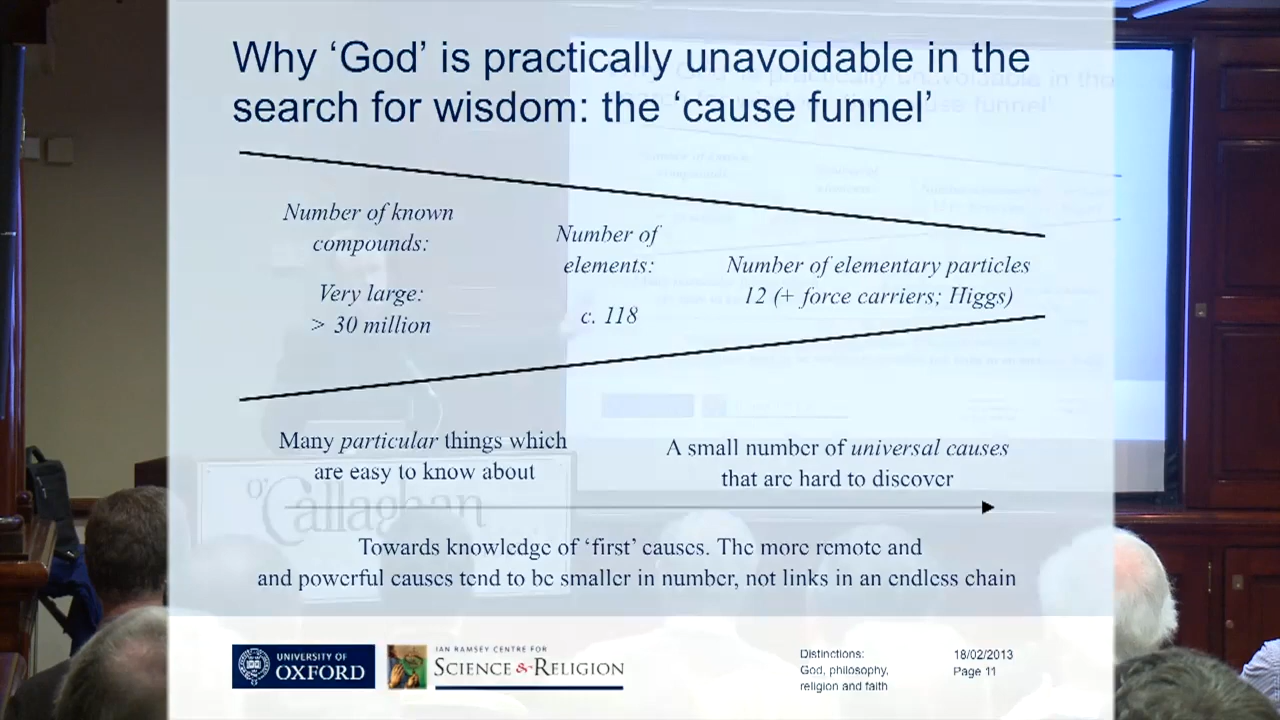 Why ‘God’ is practically unavoidable in the
search for wisdom: the ‘cause funnel’
Number of known
compounds:
Very large:
> 30 million
Number of
elements:
c. 118
Number of elementary particles
12 (+ force carriers; Higgs)
Many particular things which
are easy to know about
A small number of universal causes
that are hard to discover
O'Callaghan
Towards knowledge of ‘first’ causes. The more remote and
and powerful causes tend to be smaller in number, not links in an endless chain
UNIVERSITY OF
OXFORD
IAN RAMSEY CENTRE FOR
SCIENCE & RELIGION
Distinctions:
God, philosophy,
religion and faith
18/02/2013
Page 11